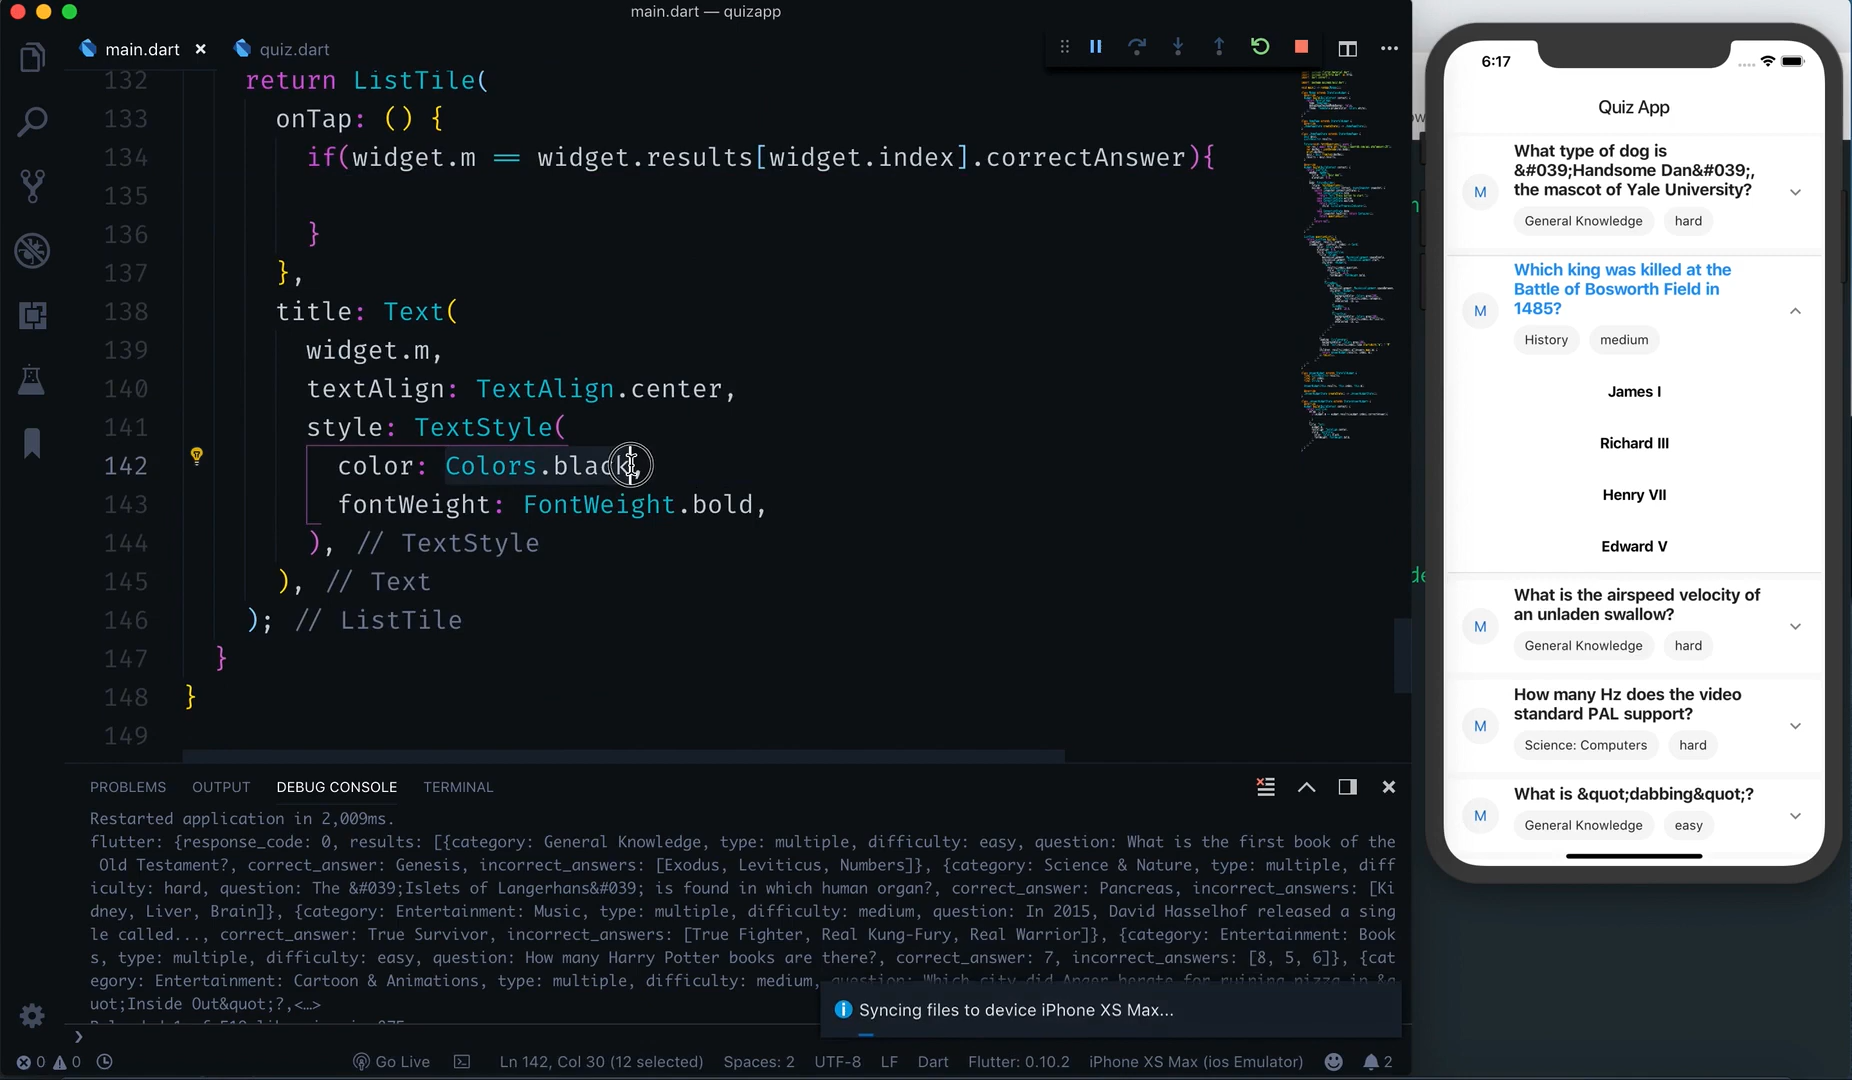 main.dart — quizapp
main.dart
quiz.dart
132 return ListTile(
133 onTap: () {
134 if(widget.m == widget.results[widget.index].correctAnswer){
135
136 }
137 },
138 title: Text(
139 widget.m,
140 textAlign: TextAlign.center,
141 style: TextStyle(
142 color: Colors.black,
143 fontWeight: FontWeight.bold,
144 ), // TextStyle
145 ), // Text
146 ); // ListTile
147 }
148 }
149
PROBLEMS OUTPUT DEBUG CONSOLE TERMINAL
Restarted application in 2,009ms.
flutter: {response_code: 0, results: [{category: General Knowledge, type: multiple, difficulty: easy, question: What is the first book of the
Old Testament?, correct_answer: Genesis, incorrect_answers: [Exodus, Leviticus, Numbers]}, {category: Science & Nature, type: multiple, diff
iculty: hard, question: The &#039;Islets of Langerhans&#039; is found in which human organ?, correct_answer: Pancreas, incorrect_answers: [Ki
dney, Liver, Brain]}, {category: Entertainment: Music, type: multiple, difficulty: medium, question: In 2015, David Hasselhof released a sing
le called..., correct_answer: True Survivor, incorrect_answers: [True Fighter, Real Kung-Fury, Real Warrior]}, {category: Entertainment: Book
s, type: multiple, difficulty: easy, question: How many Harry Potter books are there?, correct_answer: 7, incorrect_answers: [8, 5, 6]}, {cat
egory: Entertainment: Cartoon & Animations, type: multiple, difficulty: medium, question: Which city did Anger berate for ruining pizza in &q
uot;Inside Out&quot;?,<…>
Syncing files to device iPhone XS Max...
0 0 Go Live Ln 142, Col 30 (12 selected) Spaces: 2 UTF-8 LF Dart Flutter: 0.10.2 iPhone XS Max (ios Emulator) 2
6:17
Quiz App
What type of dog is
&#039;Handsome Dan&#039;,
M the mascot of Yale University?
General Knowledge hard
Which king was killed at the
Battle of Bosworth Field in
M 1485?
History medium
James I
Richard III
Henry VII
Edward V
What is the airspeed velocity of
M an unladen swallow?
General Knowledge hard
How many Hz does the video
M standard PAL support?
Science: Computers hard
What is &quot;dabbing&quot;?
M
General Knowledge easy